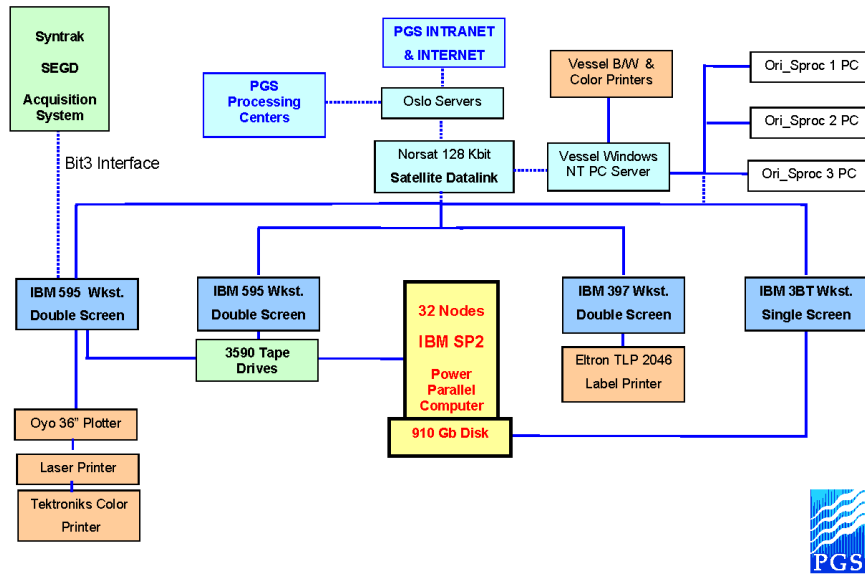 Syntrak
SEGD
Acquisition
System
PGS INTRANET
& INTERNET
Vessel B/W &
Color Printers
Ori_Sproc 1 PC
PGS
Processing
Centers
Oslo Servers
Ori_Sproc 2 PC
Bit3 Interface
Norsat 128 Kbit
Satellite Datalink
Vessel Windows
NT PC Server
Ori_Sproc 3 PC
IBM 595 Wkst.
Double Screen
IBM 595 Wkst.
Double Screen
32 Nodes
IBM SP2
Power
Parallel
Computer
IBM 397 Wkst.
Double Screen
IBM 3BT Wkst.
Single Screen
3590 Tape
Drives
Eltron TLP 2046
Label Printer
910 Gb Disk
Oyo 36” Plotter
Laser Printer
Tektroniks Color
Printer
PGS